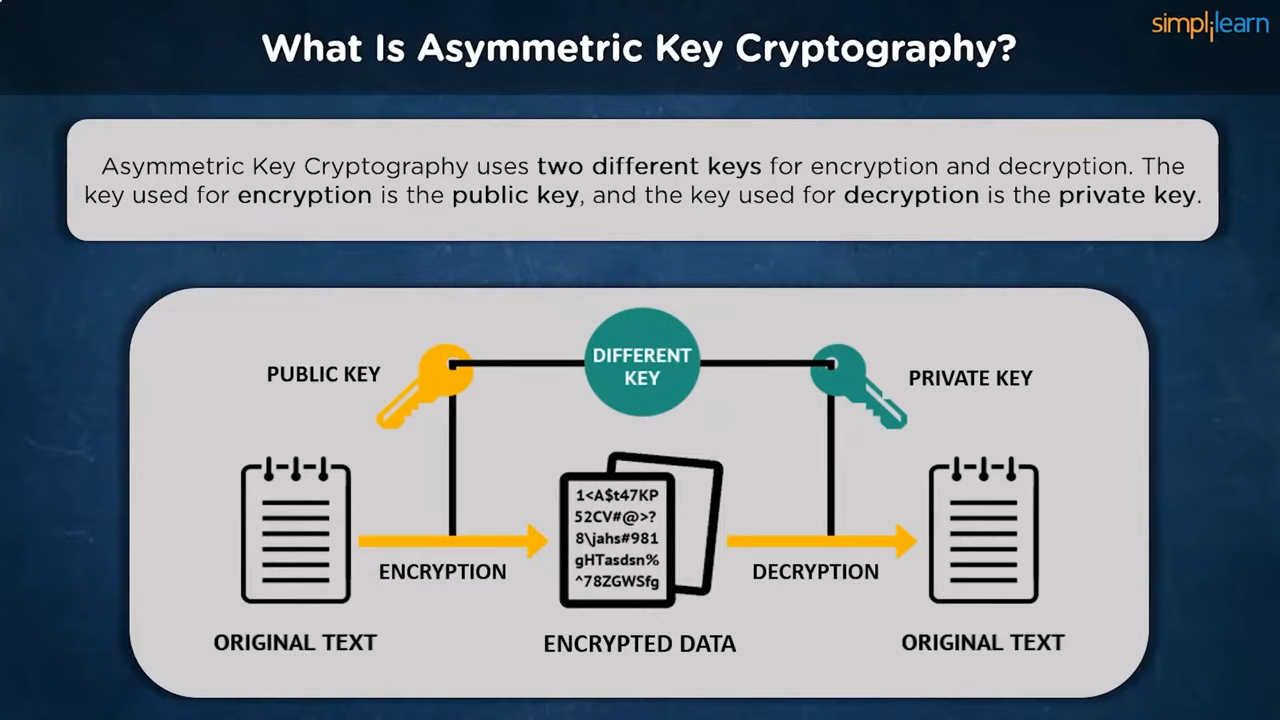 simplilearn
What Is Asymmetric Key Cryptography?
Asymmetric Key Cryptography uses two different keys for encryption and decryption. The
key used for encryption is the public key, and the key used for decryption is the private key.
DIFFERENT
KEY
PUBLIC KEY
PRIVATE KEY
1<A$t47KP
52CV#@>?
8\jahs#981
gHTasdsn%
^78ZGWSfg
ENCRYPTION
DECRYPTION
ORIGINAL TEXT
ENCRYPTED DATA
ORIGINAL TEXT